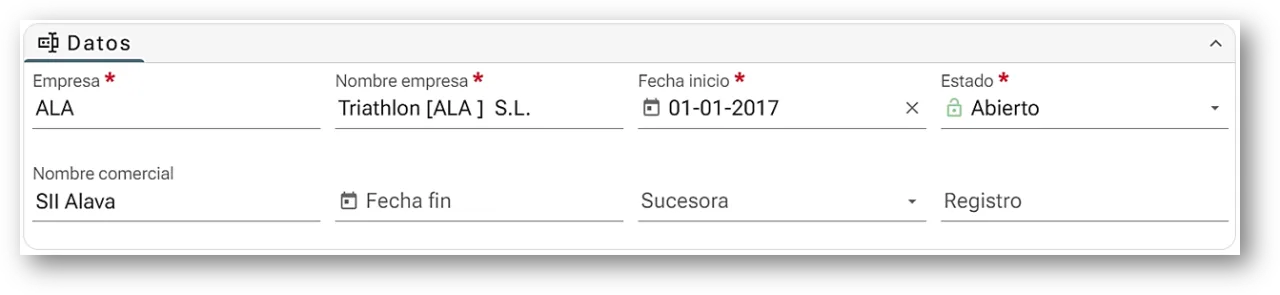 Datos
Empresa * Nombre empresa * Fecha inicio * Estado *
ALA Triathlon [ALA ] S.L. 01-01-2017 Abierto
Nombre comercial
SII Alava Fecha fin Sucesora Registro